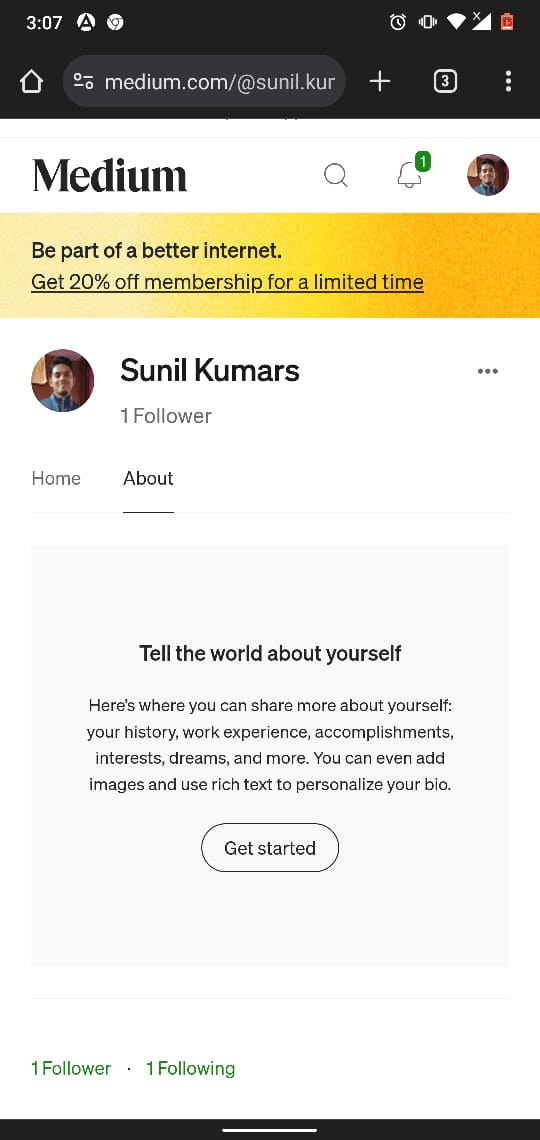 3:07
medium.com/@sunil.kur
3
Medium
1
Be part of a better internet.
Get 20% off membership for a limited time
Sunil Kumars
1 Follower
Home About
Tell the world about yourself
Here's where you can share more about yourself:
your history, work experience, accomplishments,
interests, dreams, and more. You can even add
images and use rich text to personalize your bio.
Get started
1 Follower · 1 Following